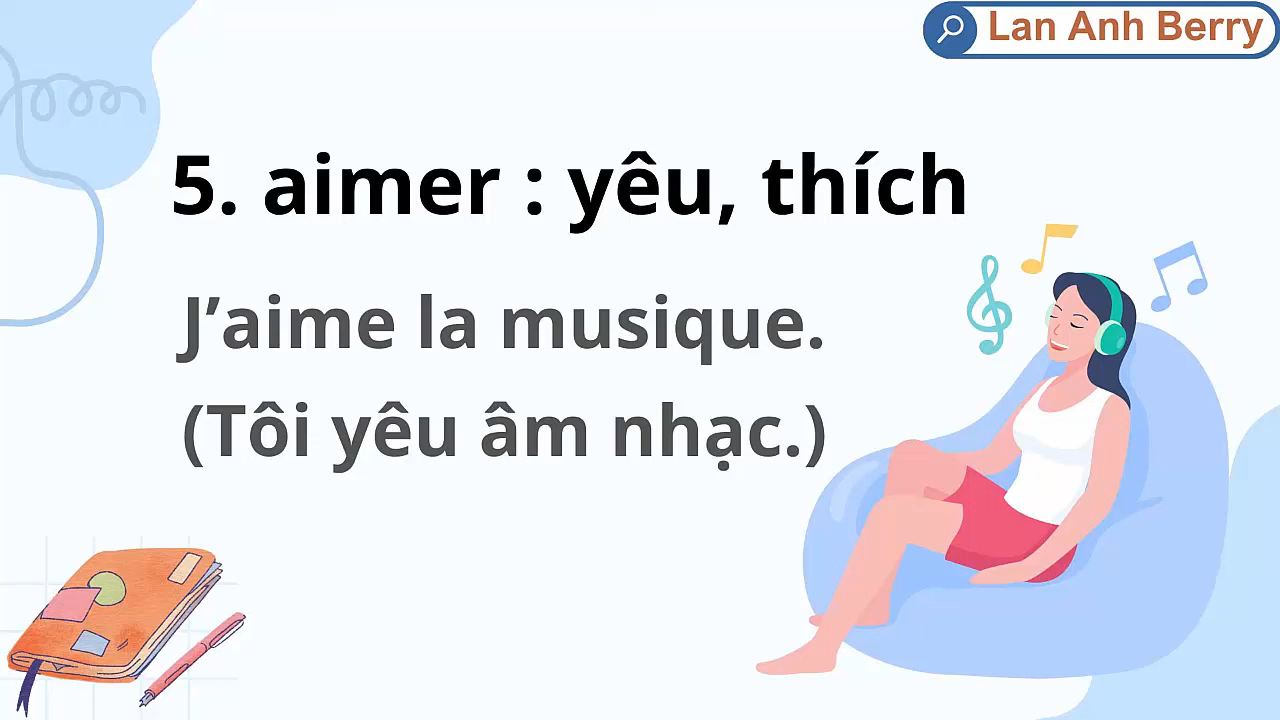 Lan Anh Berry
5. aimer : yêu, thích
J’aime la musique.
(Tôi yêu âm nhạc.)